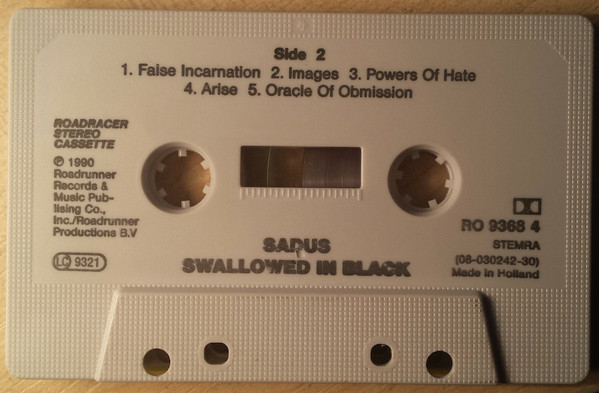 Side 2
1. False Incarnation 2. Images 3. Powers Of Hate
4. Arise 5. Oracle Of Obmission
ROADRACER
STEREO
CASSETTE
℗ 1990
Roadrunner
Records &
Music Pub-
lising Co.,
Inc./Roadrunner
Productions B.V
LC 9321
RO 9368 4
STEMRA
(08-030242-30)
Made in Holland
SADUS
SWALLOWED IN BLACK